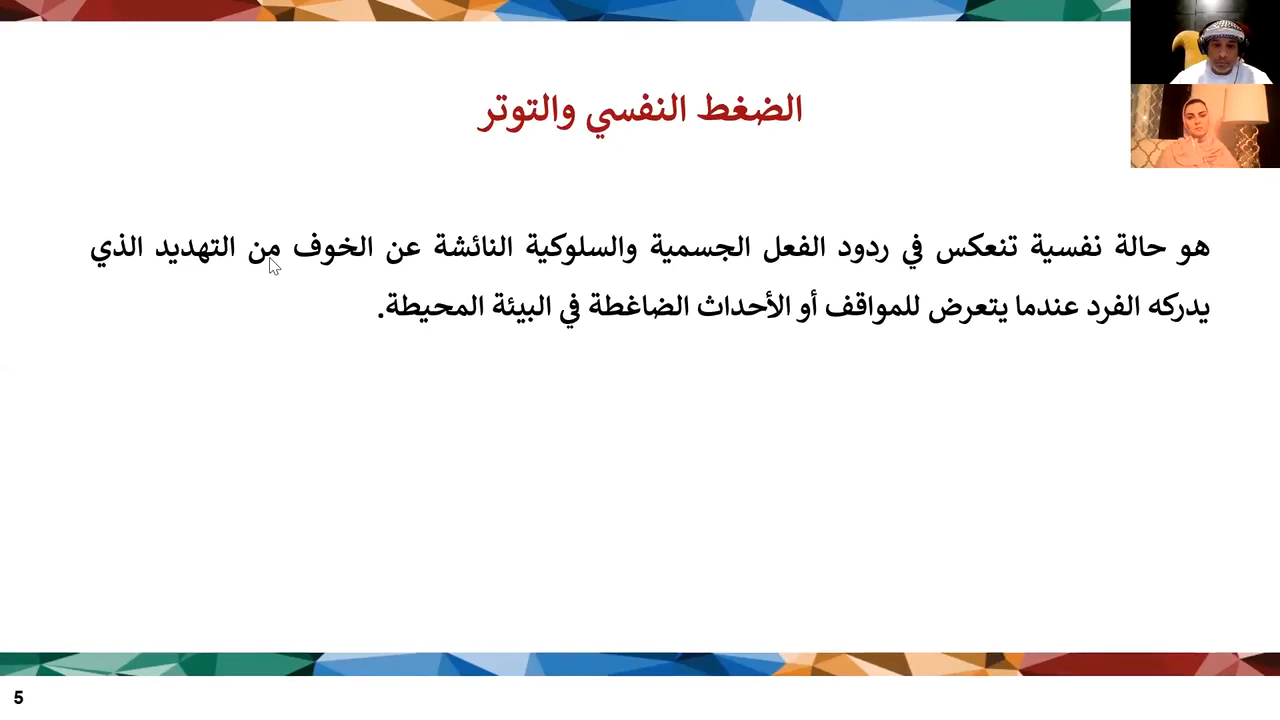 الضغط النفسي والتوتر
هو حالة نفسية تنعكس في ردود الفعل الجسمية والسلوكية النائشة عن الخوف من التهديد الذي
يدركه الفرد عندما يتعرض للمواقف أو الأحداث الضاغطة في البيئة المحيطة.
5